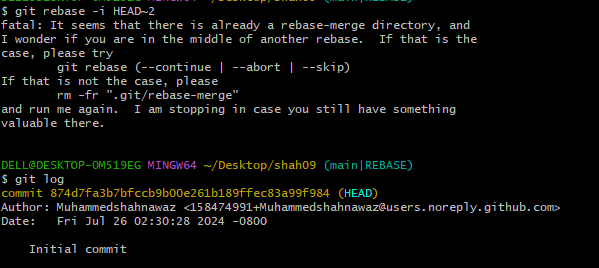 $ git rebase -i HEAD~2
fatal: It seems that there is already a rebase-merge directory, and
I wonder if you are in the middle of another rebase.  If that is the
case, please try
        git rebase (--continue | --abort | --skip)
If that is not the case, please
        rm -fr ".git/rebase-merge"
and run me again.  I am stopping in case you still have something
valuable there.

DELL@DESKTOP-OM519EG MINGW64 ~/Desktop/shah09 (main|REBASE)
$ git log
commit 874d7fa3b7bfccb9b00e261b189ffec83a99f984 (HEAD)
Author: Muhammedshahnawaz <158474991+Muhammedshahnawaz@users.noreply.github.com>
Date:   Fri Jul 26 02:30:28 2024 -0800

    Initial commit